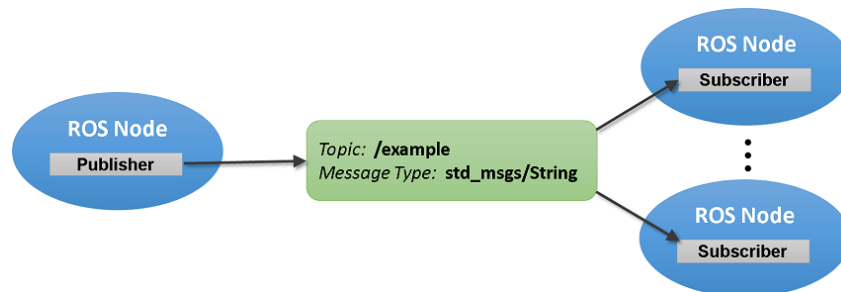 ROS Node
Publisher
Topic: /example
Message Type: std_msgs/String
ROS Node
Subscriber
ROS Node
Subscriber